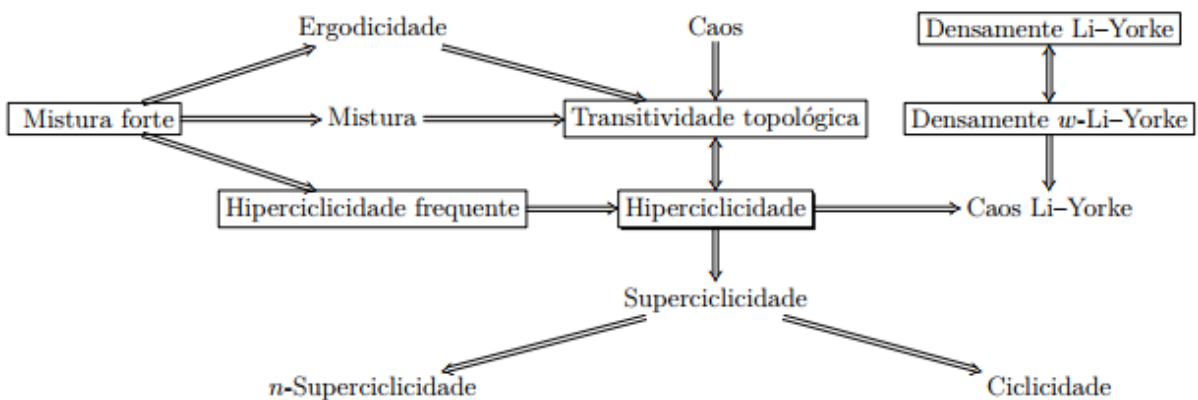 Ergodicidade
Caos
Densamente Li–Yorke
Mistura forte
Mistura
Transitividade topológica
Densamente w-Li–Yorke
Hiperciclicidade frequente
Hiperciclicidade
Caos Li–Yorke
Superciclicidade
n-Superciclicidade
Ciclicidade